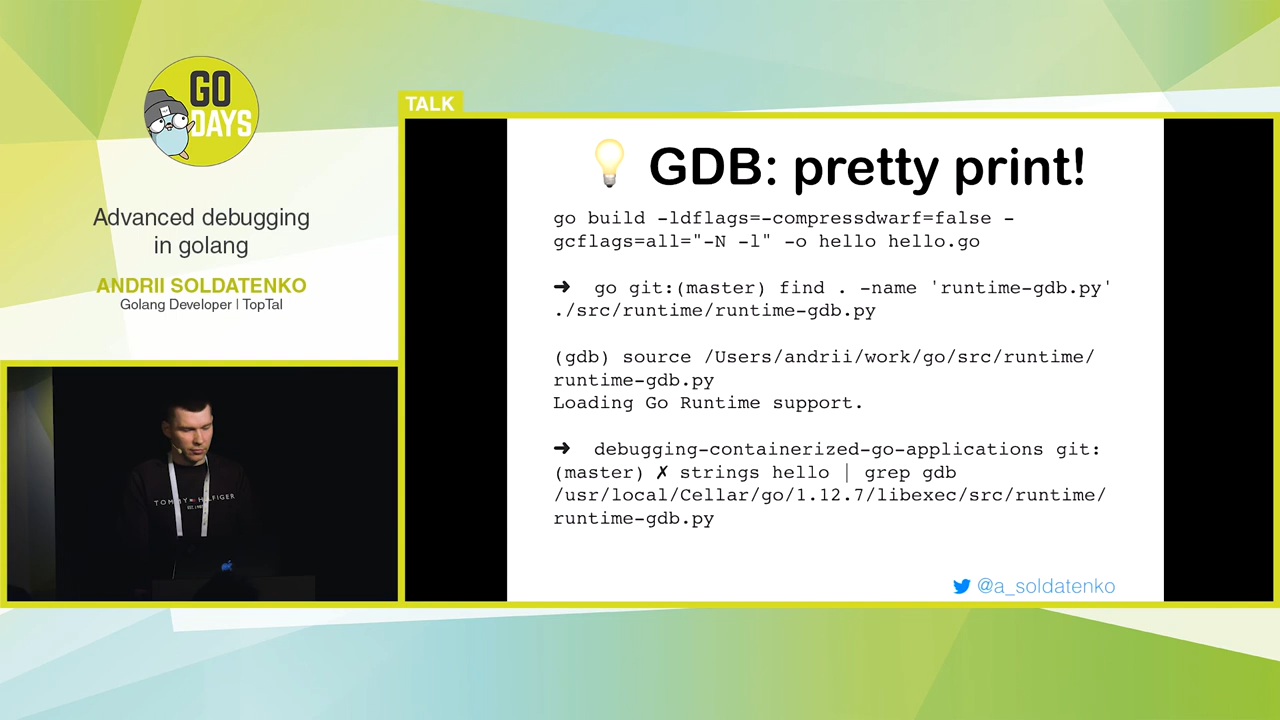 GO
DAYS
TALK
Advanced debugging
in golang
ANDRII SOLDATENKO
Golang Developer | TopTal
💡 GDB: pretty print!
go build -ldflags=-compressdwarf=false -
gcflags=all="-N -l" -o hello hello.go
➜  go git:(master) find . -name 'runtime-gdb.py'
./src/runtime/runtime-gdb.py
(gdb) source /Users/andrii/work/go/src/runtime/
runtime-gdb.py
Loading Go Runtime support.
➜  debugging-containerized-go-applications git:
(master) ✗ strings hello | grep gdb
/usr/local/Cellar/go/1.12.7/libexec/src/runtime/
runtime-gdb.py
@a_soldatenko
TOMMY HILFIGER